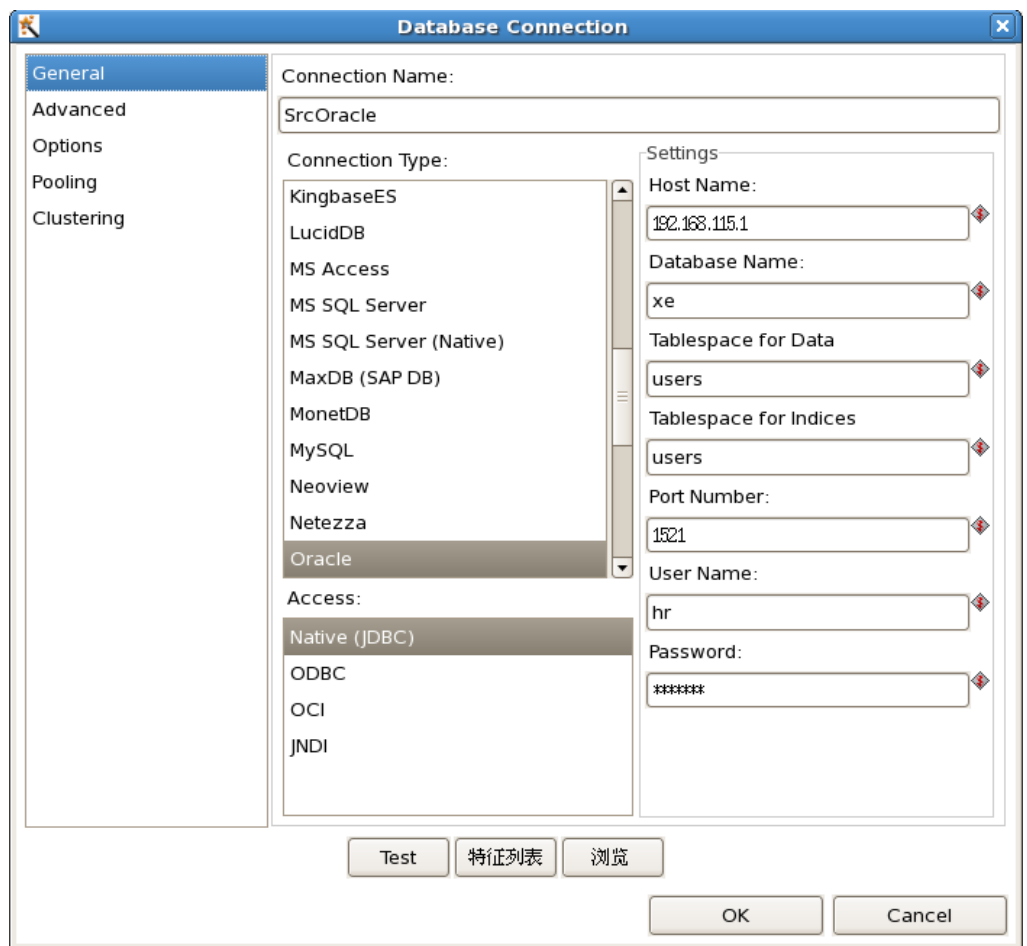 Database Connection
General
Advanced
Options
Pooling
Clustering
Connection Name:
SrcOracle
Connection Type:
KingbaseES
LucidDB
MS Access
MS SQL Server
MS SQL Server (Native)
MaxDB (SAP DB)
MonetDB
MySQL
Neoview
Netezza
Oracle
Access:
Native (JDBC)
ODBC
OCI
JNDI
Settings
Host Name:
192.168.115.1
Database Name:
xe
Tablespace for Data
users
Tablespace for Indices
users
Port Number:
1521
User Name:
hr
Password:
*******
Test
特征列表
浏览
OK
Cancel